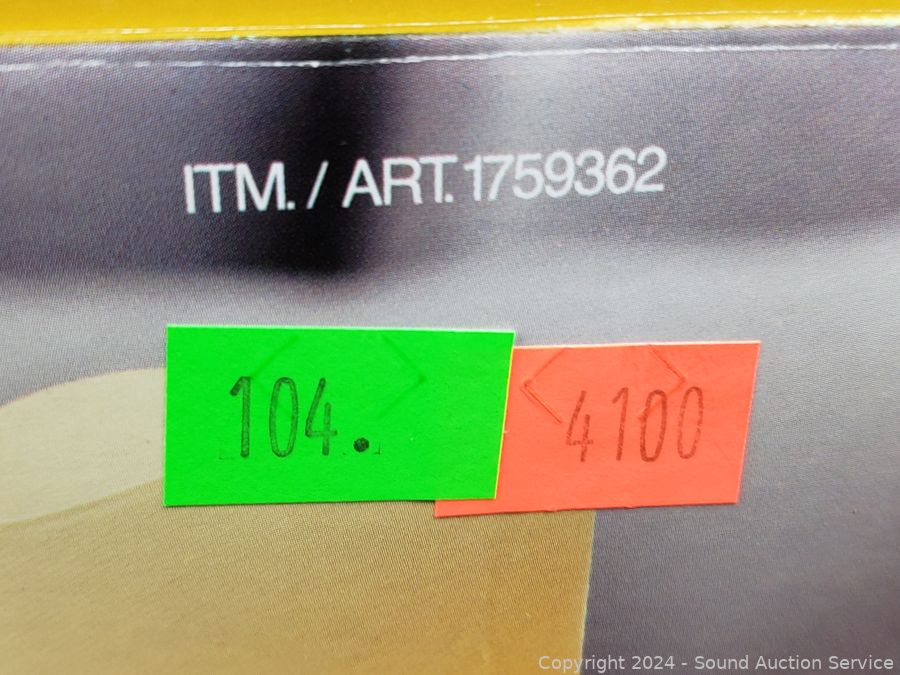 ITM. / ART. 1759362
104.
4100
Copyright 2024 - Sound Auction Service